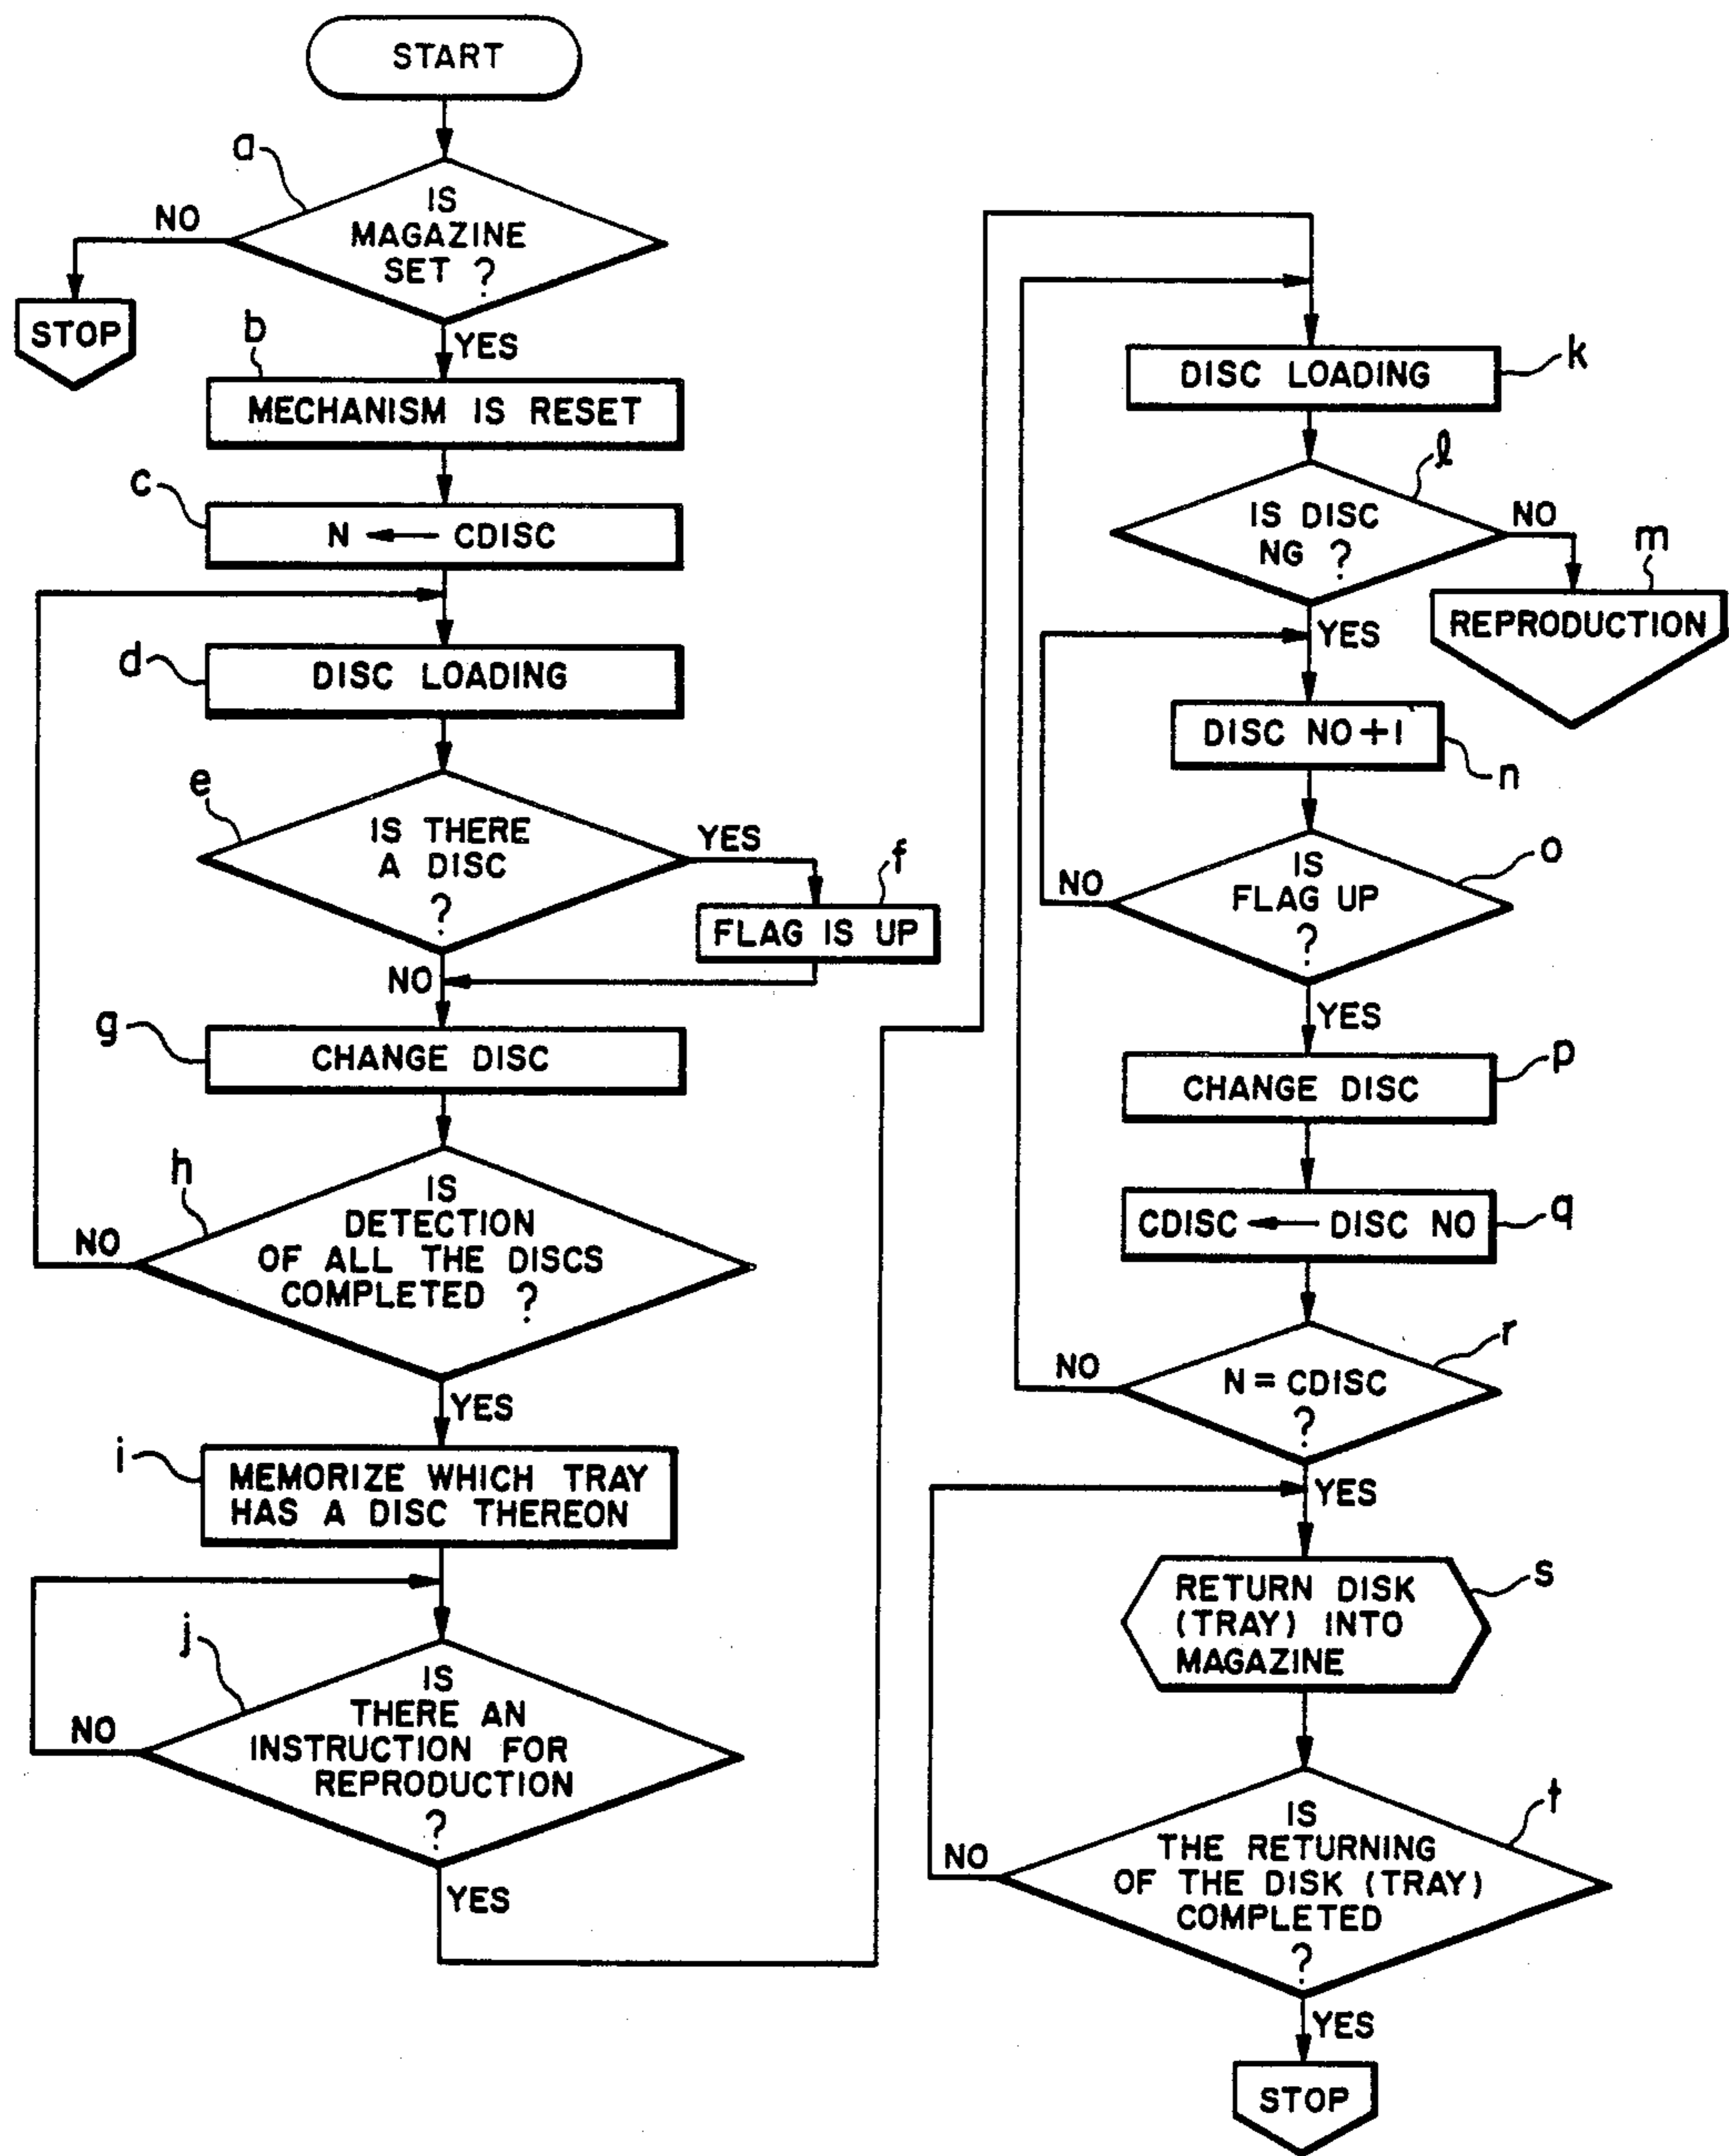 START
a
IS
MAGAZINE
SET ?
NO
STOP
YES
b
MECHANISM IS RESET
c
N ← CDISC
d
DISC LOADING
e
IS THERE
A DISC
?
YES
f
FLAG IS UP
NO
g
CHANGE DISC
h
IS
DETECTION
OF ALL THE DISCS
COMPLETED ?
NO
YES
i
MEMORIZE WHICH TRAY
HAS A DISC THEREON
j
IS
THERE AN
INSTRUCTION FOR
REPRODUCTION
?
NO
YES
DISC LOADING
k
l
IS DISC
NG ?
NO
m
REPRODUCTION
YES
DISC NO+1
n
IS
FLAG UP
?
o
NO
YES
CHANGE DISC
p
CDISC ← DISC NO
q
N = CDISC
?
r
NO
YES
RETURN DISK
(TRAY) INTO
MAGAZINE
s
IS
THE RETURNING
OF THE DISK (TRAY)
COMPLETED
?
t
NO
YES
STOP